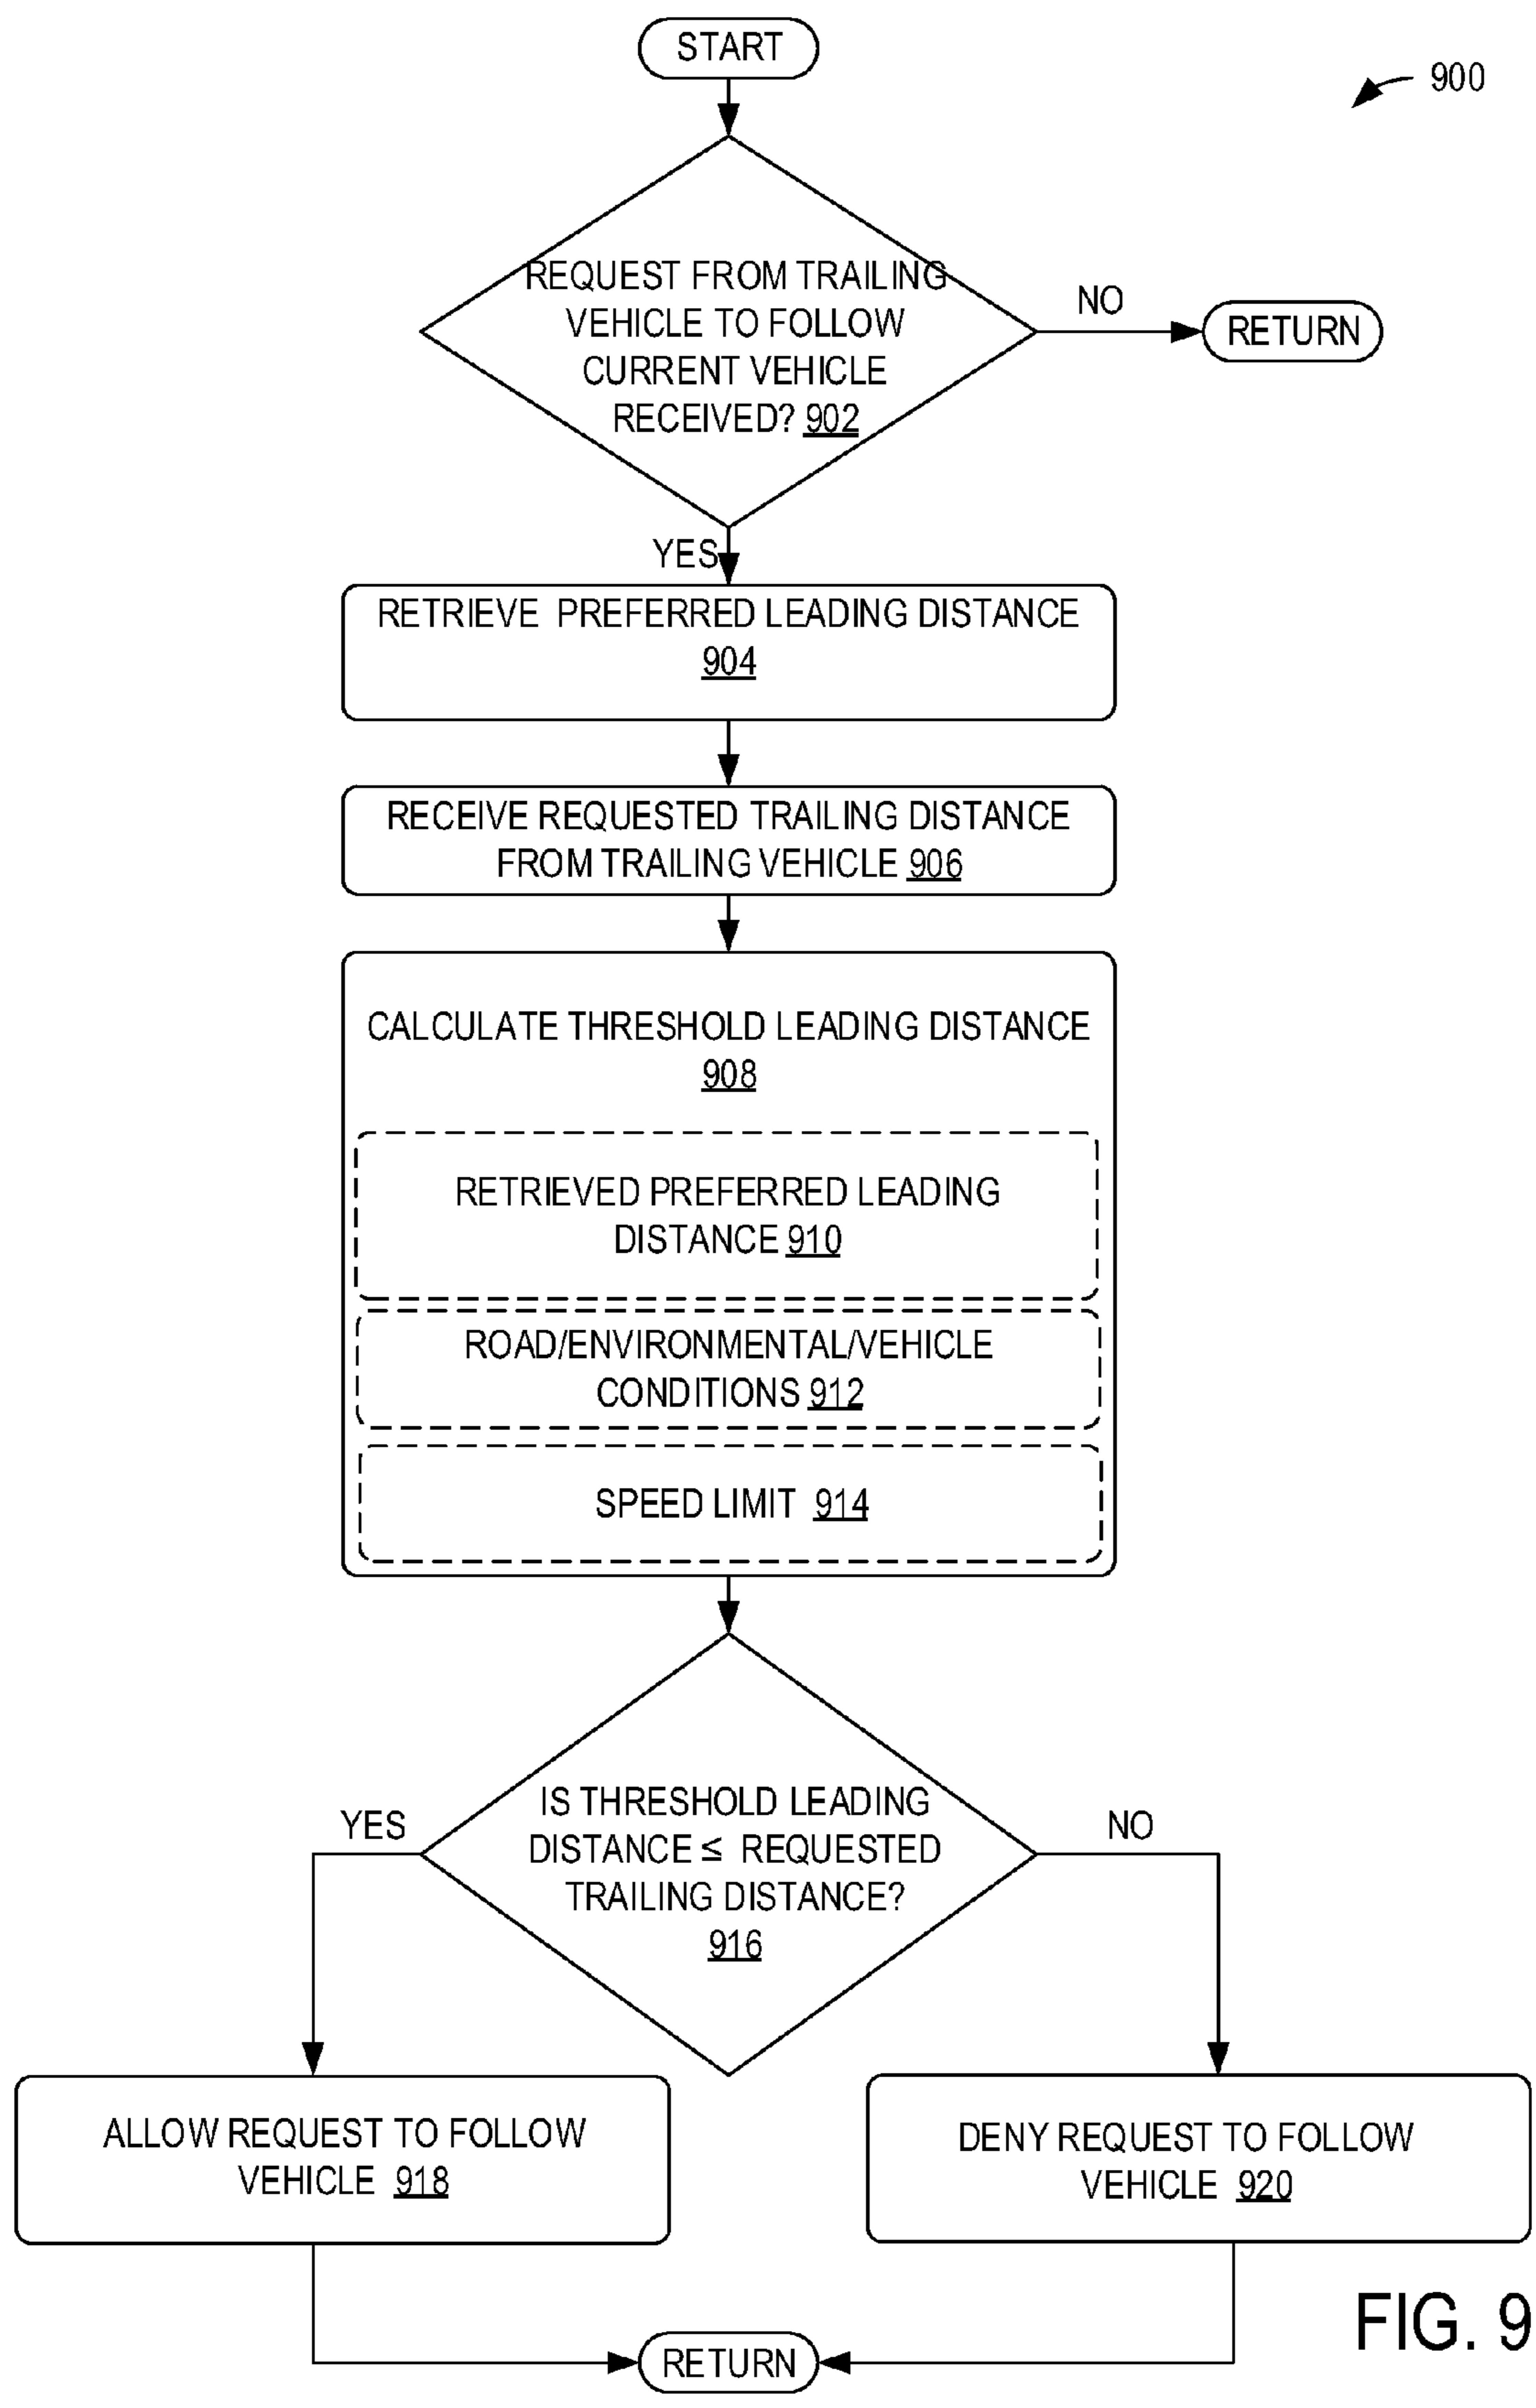 START
900
REQUEST FROM TRAILING
VEHICLE TO FOLLOW
CURRENT VEHICLE
RECEIVED? 902
NO
RETURN
YES
RETRIEVE PREFERRED LEADING DISTANCE
904
RECEIVE REQUESTED TRAILING DISTANCE
FROM TRAILING VEHICLE 906
CALCULATE THRESHOLD LEADING DISTANCE
908
RETRIEVED PREFERRED LEADING
DISTANCE 910
ROAD/ENVIRONMENTAL/VEHICLE
CONDITIONS 912
SPEED LIMIT 914
IS THRESHOLD LEADING
DISTANCE ≤ REQUESTED
TRAILING DISTANCE?
916
YES
NO
ALLOW REQUEST TO FOLLOW
VEHICLE 918
DENY REQUEST TO FOLLOW
VEHICLE 920
RETURN
FIG. 9